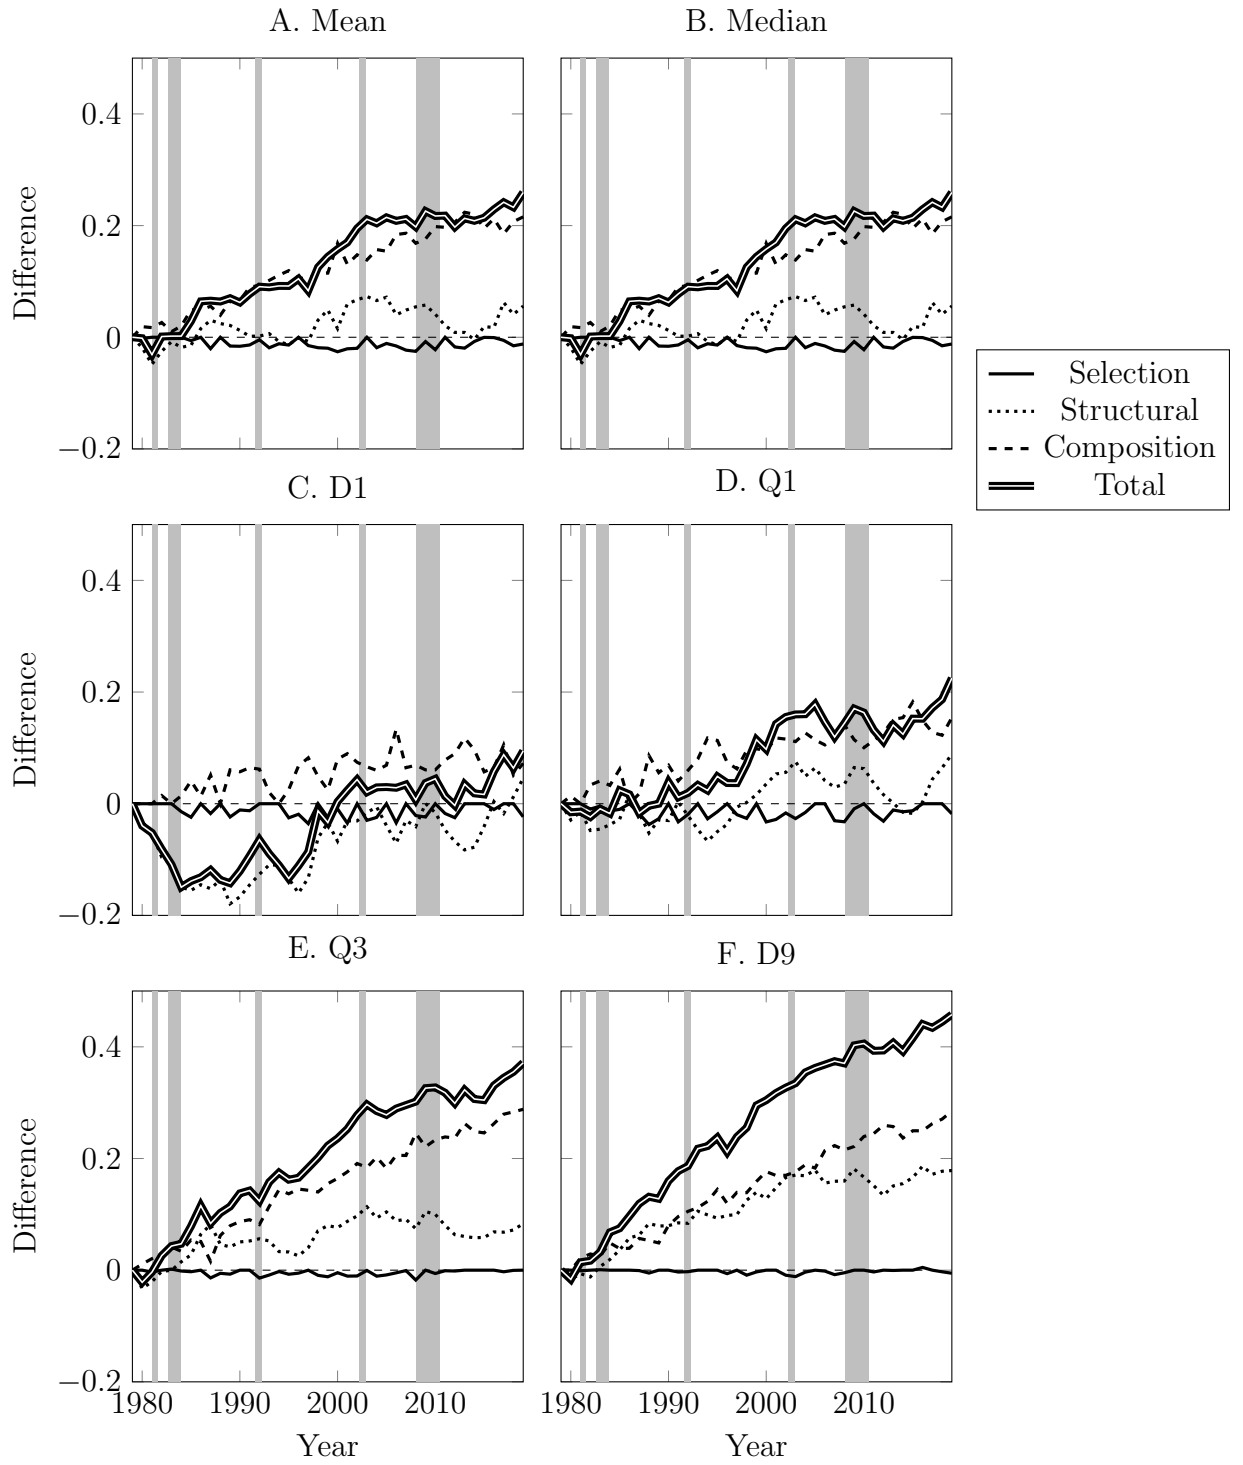 A. Mean
B. Median
0.4
0.2
0
−0.2
Difference
Selection
Structural
Composition
Total
C. D1
D. Q1
0.4
0.2
0
−0.2
Difference
E. Q3
F. D9
0.4
0.2
0
−0.2
Difference
1980 1990 2000 2010
1980 1990 2000 2010
Year
Year